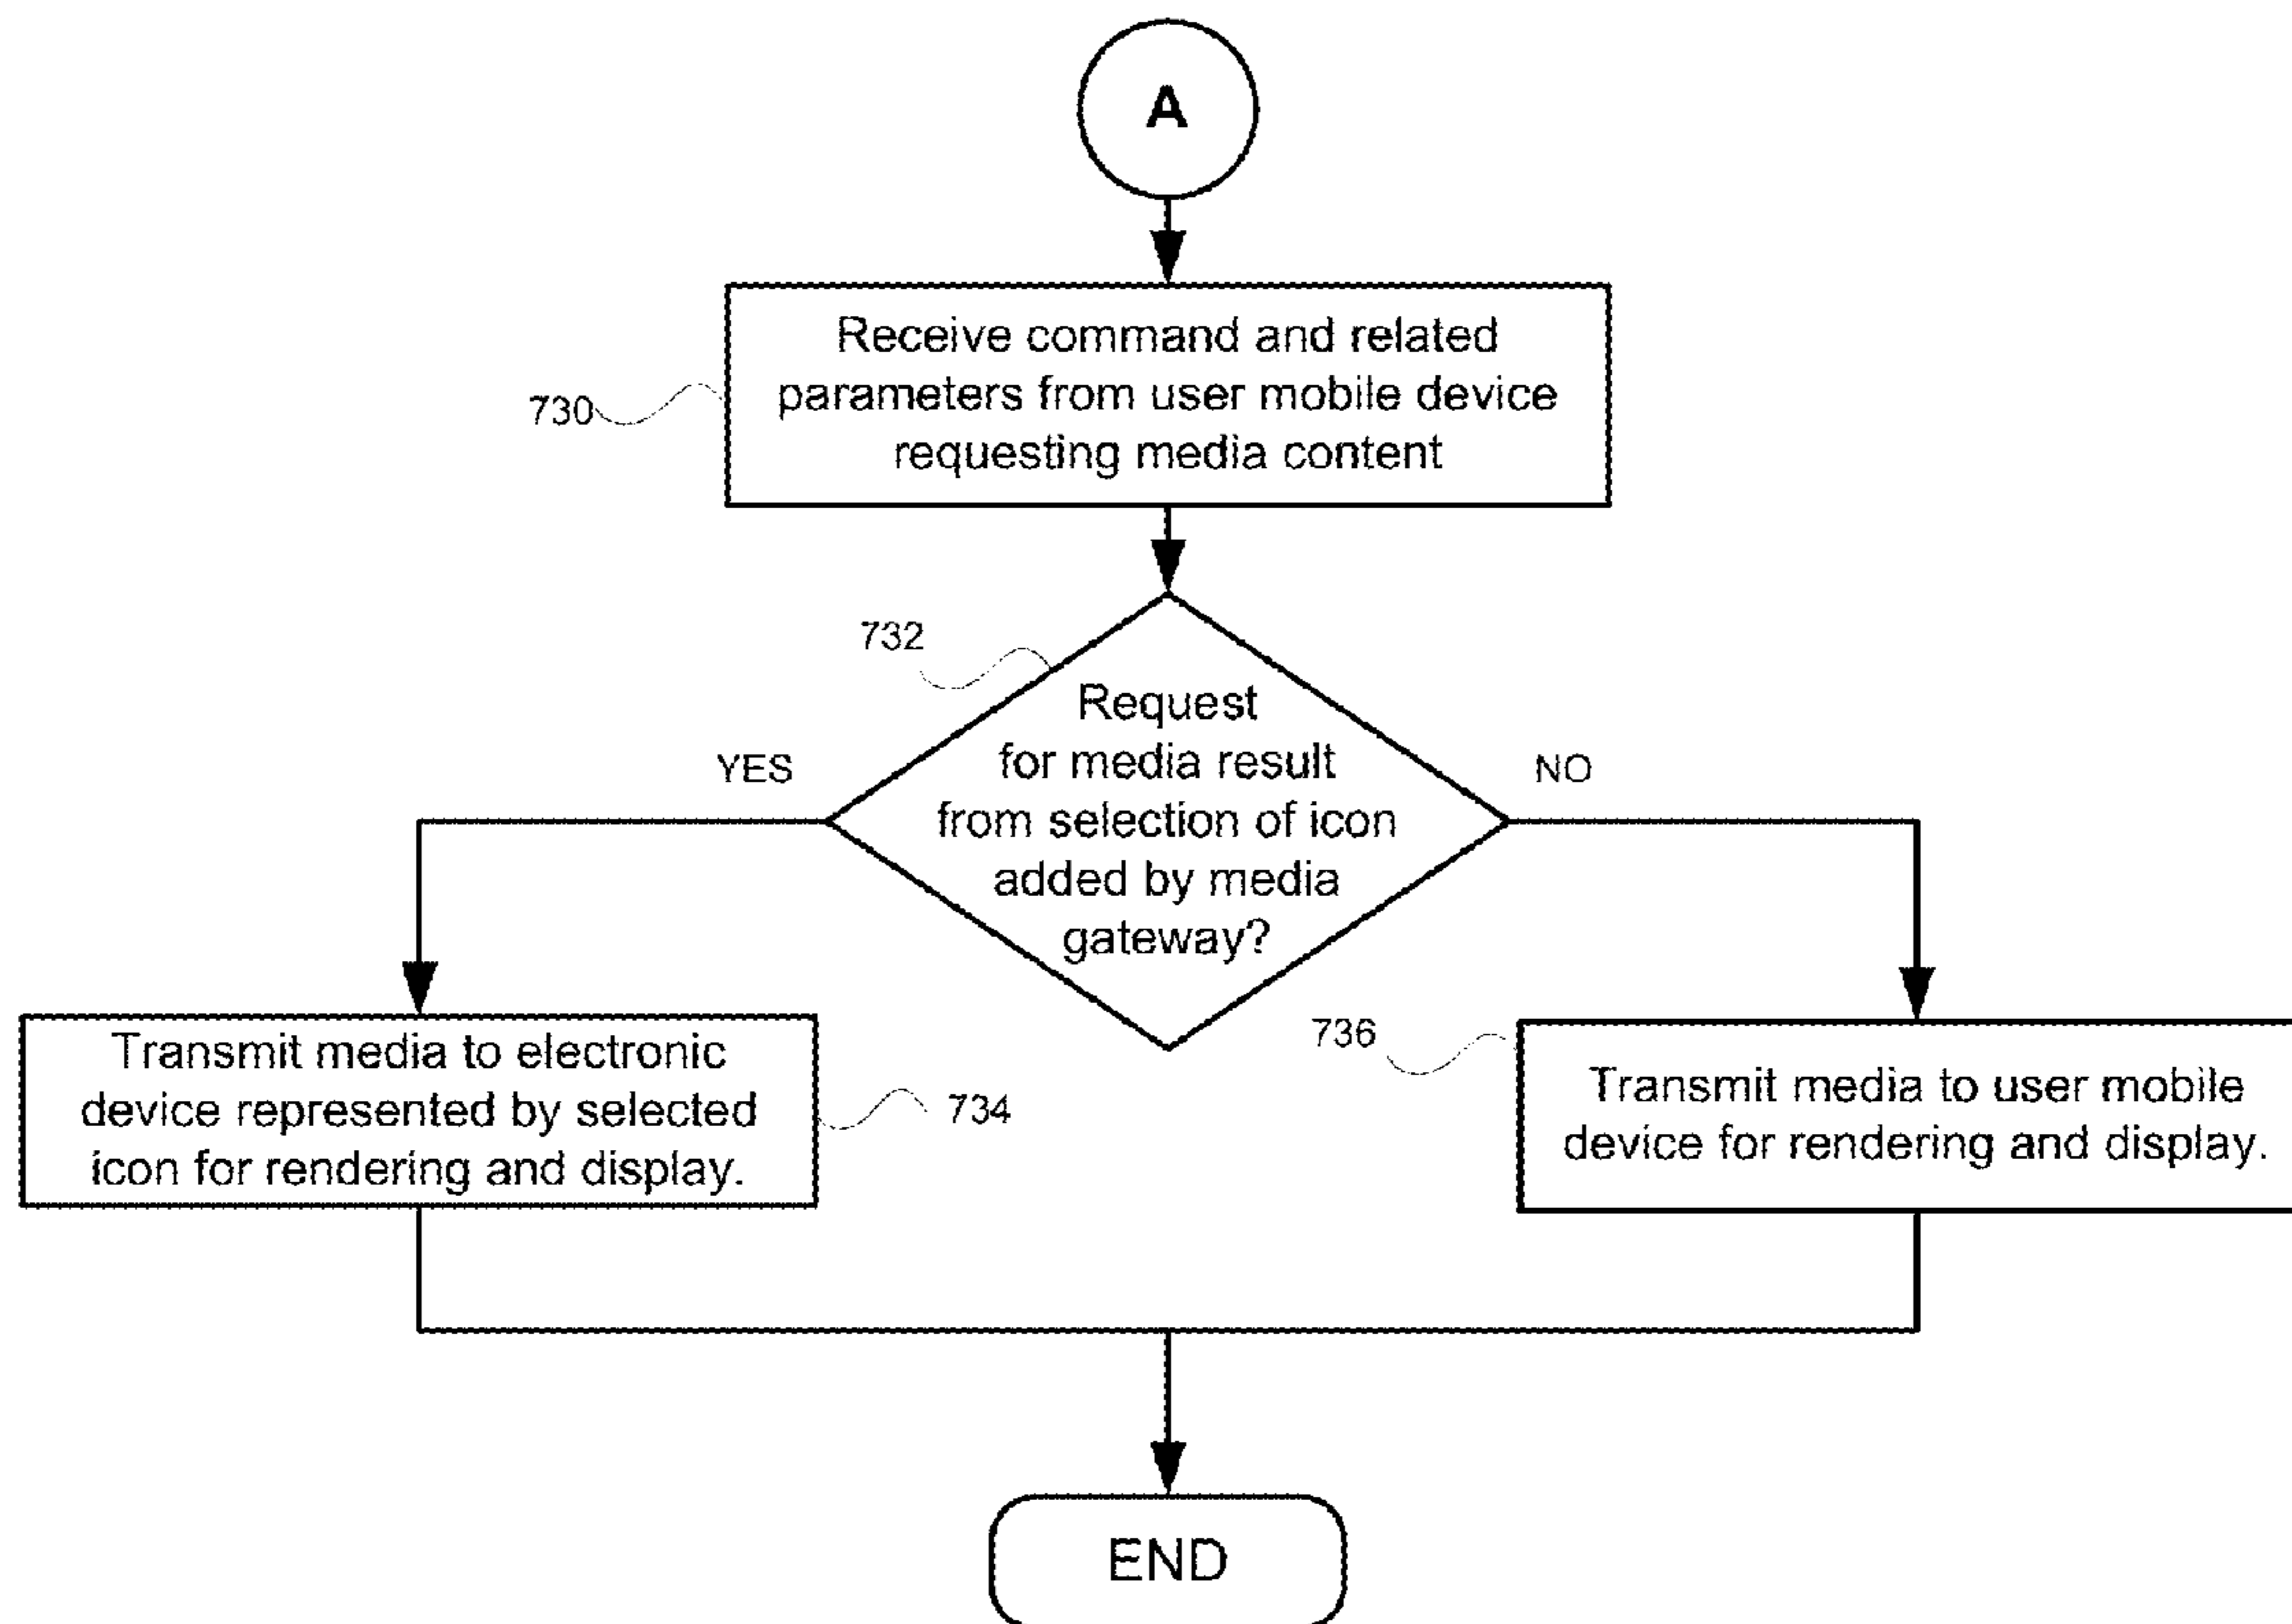 A
Receive command and related
parameters from user mobile device
requesting media content
730
732
Request
for media result
from selection of icon
added by media
gateway?
YES
NO
Transmit media to electronic
device represented by selected
icon for rendering and display.
734
736
Transmit media to user mobile
device for rendering and display.
END